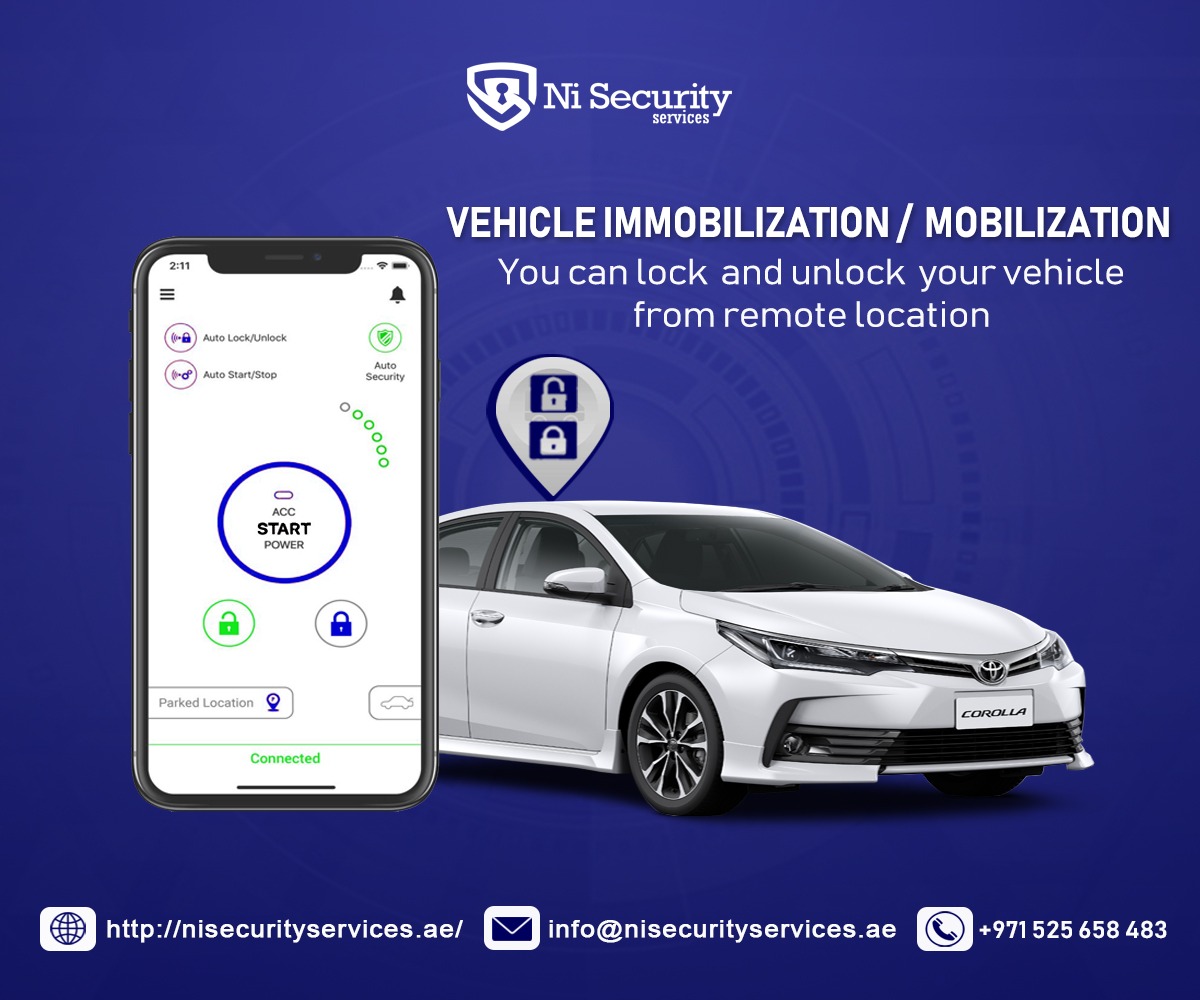 Ni Security
services
VEHICLE IMMOBILIZATION / MOBILIZATION
You can lock and unlock your vehicle
from remote location
2:11
Auto Lock/Unlock
Auto Start/Stop
Auto
Security
ACC
START
POWER
Parked Location
Connected
COROLLA
http://nisecurityservices.ae/
info@nisecurityservices.ae
+971 525 658 483